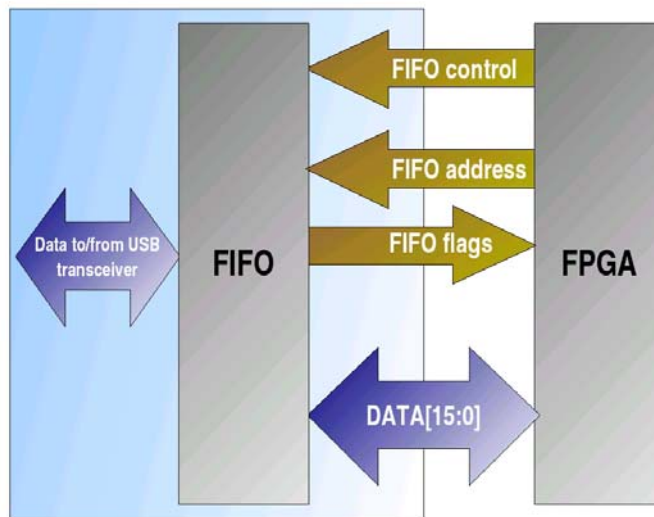 FIFO control
FIFO address
Data to/from USB
transceiver
FIFO
FIFO flags
FPGA
DATA[15:0]